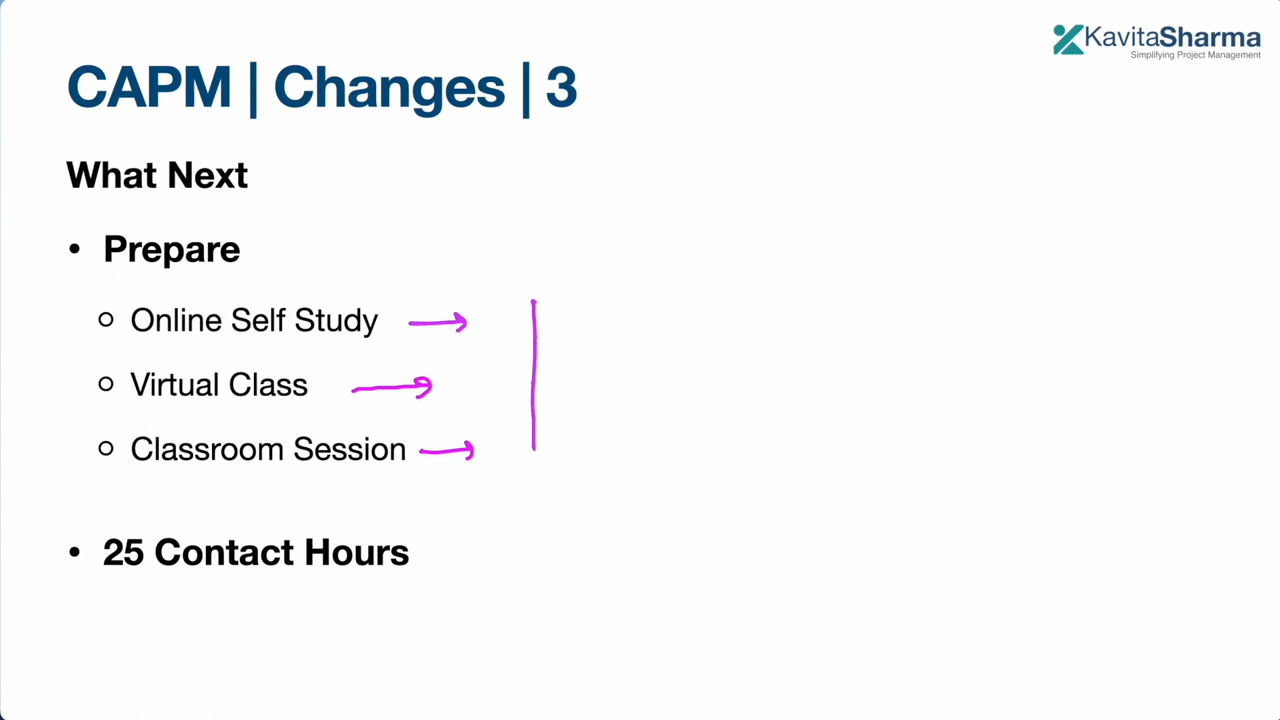 KavitaSharma
Simplifying Project Management
CAPM | Changes | 3
What Next
• Prepare
○ Online Self Study
○ Virtual Class
○ Classroom Session
• 25 Contact Hours